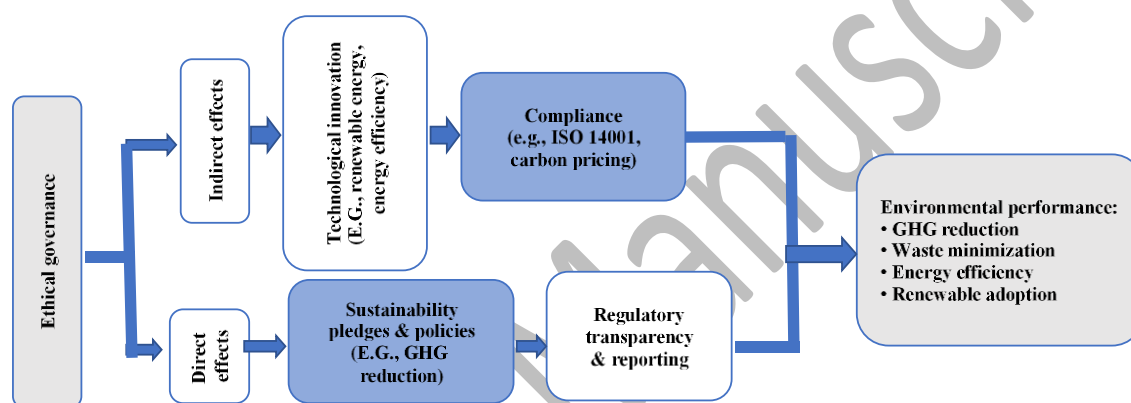 Ethical governance
Indirect effects
Technological innovation
(E.G., renewable energy,
energy efficiency)
Compliance
(e.g., ISO 14001,
carbon pricing)
Direct
effects
Sustainability
pledges & policies
(E.G., GHG
reduction)
Regulatory
transparency
& reporting
Environmental performance:
• GHG reduction
• Waste minimization
• Energy efficiency
• Renewable adoption